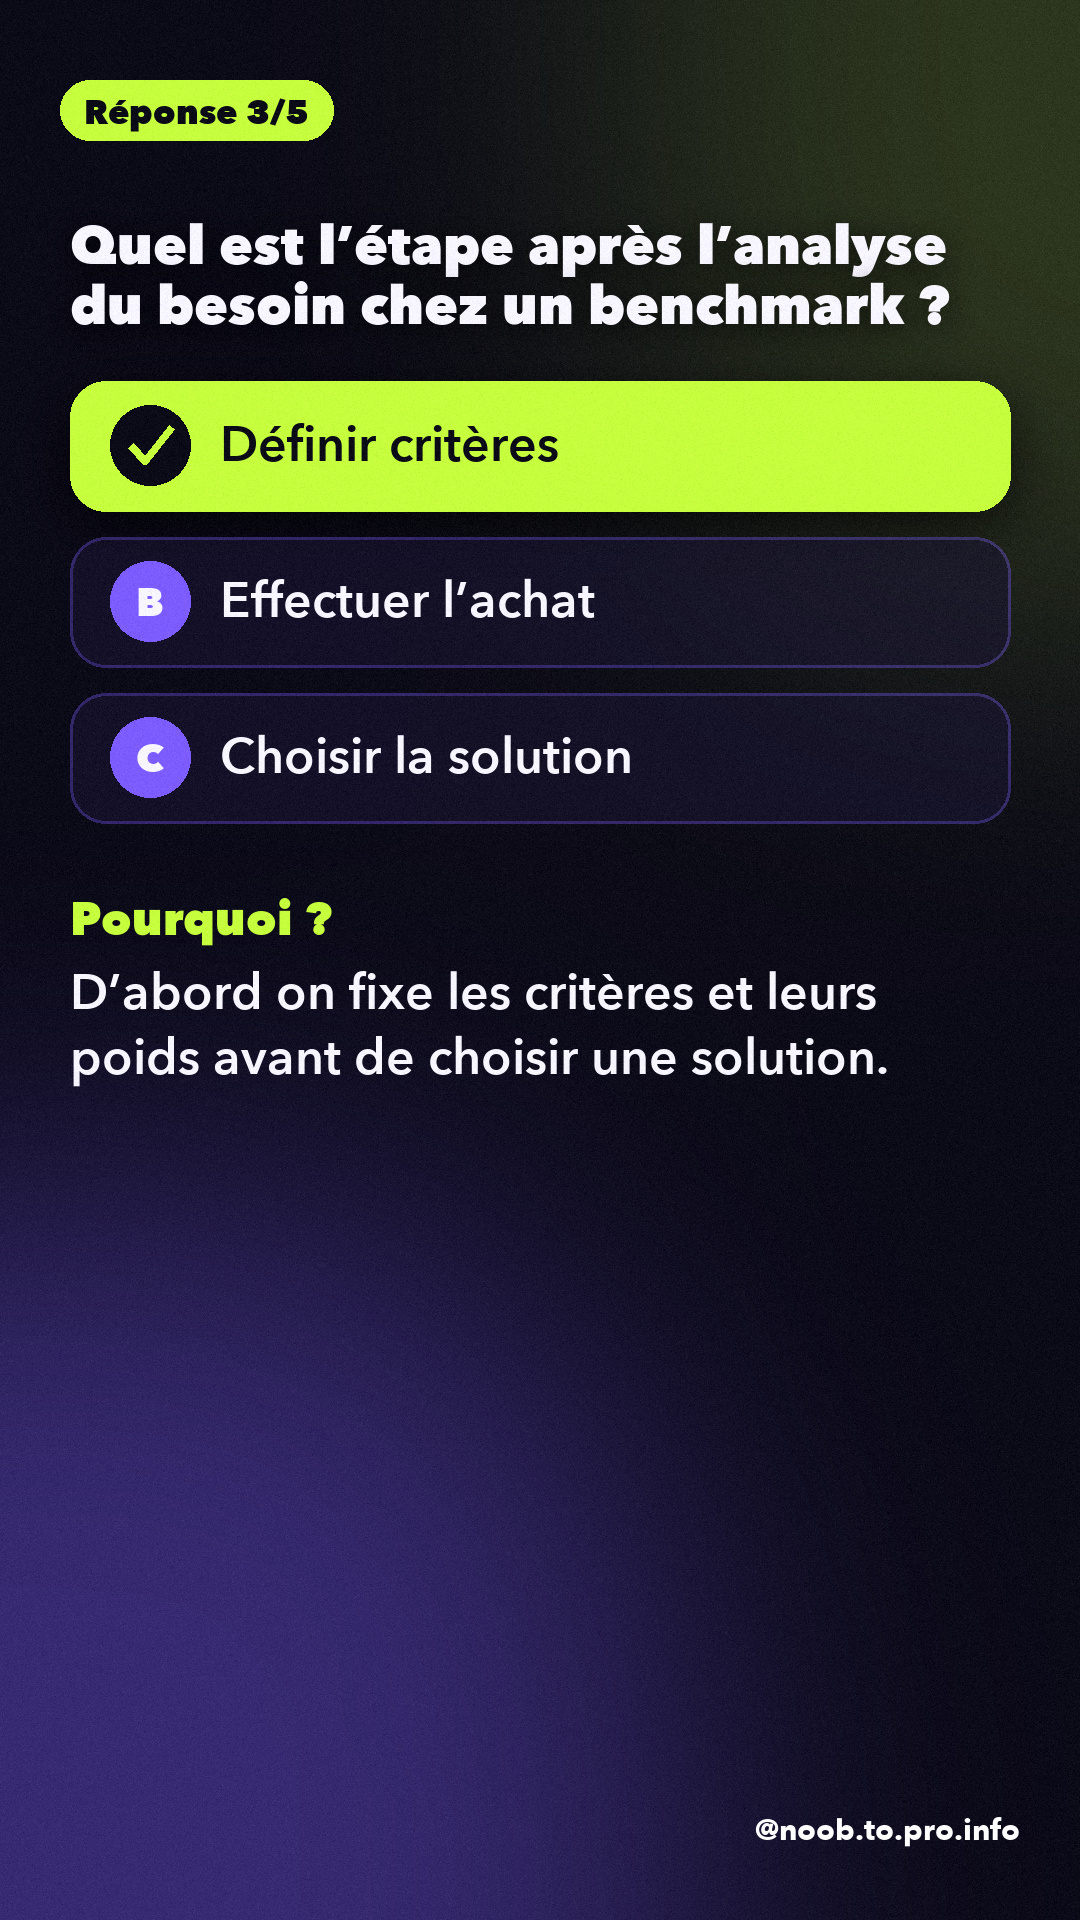 Réponse 3/5
Quel est l’étape après l’analyse
du besoin chez un benchmark ?
Définir critères
B Effectuer l’achat
C Choisir la solution
Pourquoi ?
D’abord on fixe les critères et leurs
poids avant de choisir une solution.
@noob.to.pro.info